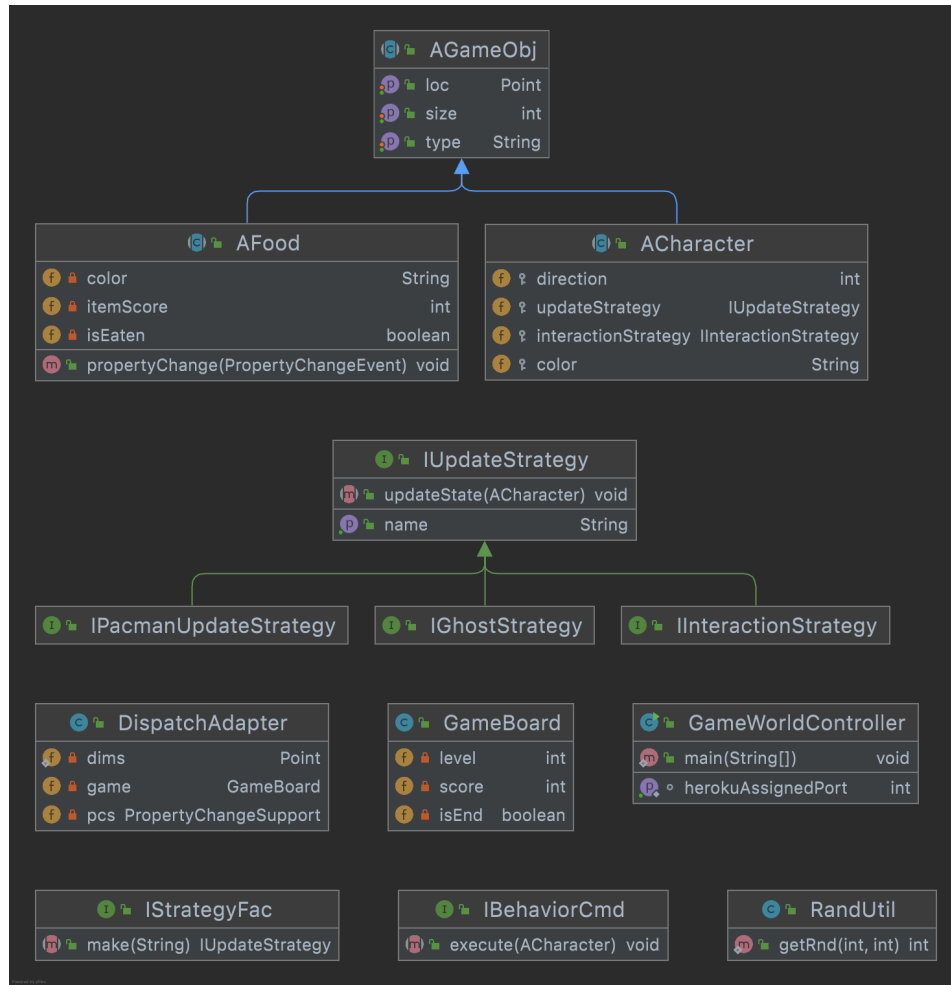 AGameObj
loc Point
size int
type String
AFood
color String
itemScore int
isEaten boolean
propertyChange(PropertyChangeEvent) void
ACharacter
direction int
updateStrategy IUpdateStrategy
interactionStrategy IInteractionStrategy
color String
IUpdateStrategy
updateState(ACharacter) void
name String
IPacmanUpdateStrategy
IGhostStrategy
IInteractionStrategy
DispatchAdapter
dims Point
game GameBoard
pcs PropertyChangeSupport
GameBoard
level int
score int
isEnd boolean
GameWorldController
main(String[]) void
herokuAssignedPort int
IStrategyFac
make(String) IUpdateStrategy
IBehaviorCmd
execute(ACharacter) void
RandUtil
getRnd(int, int) int